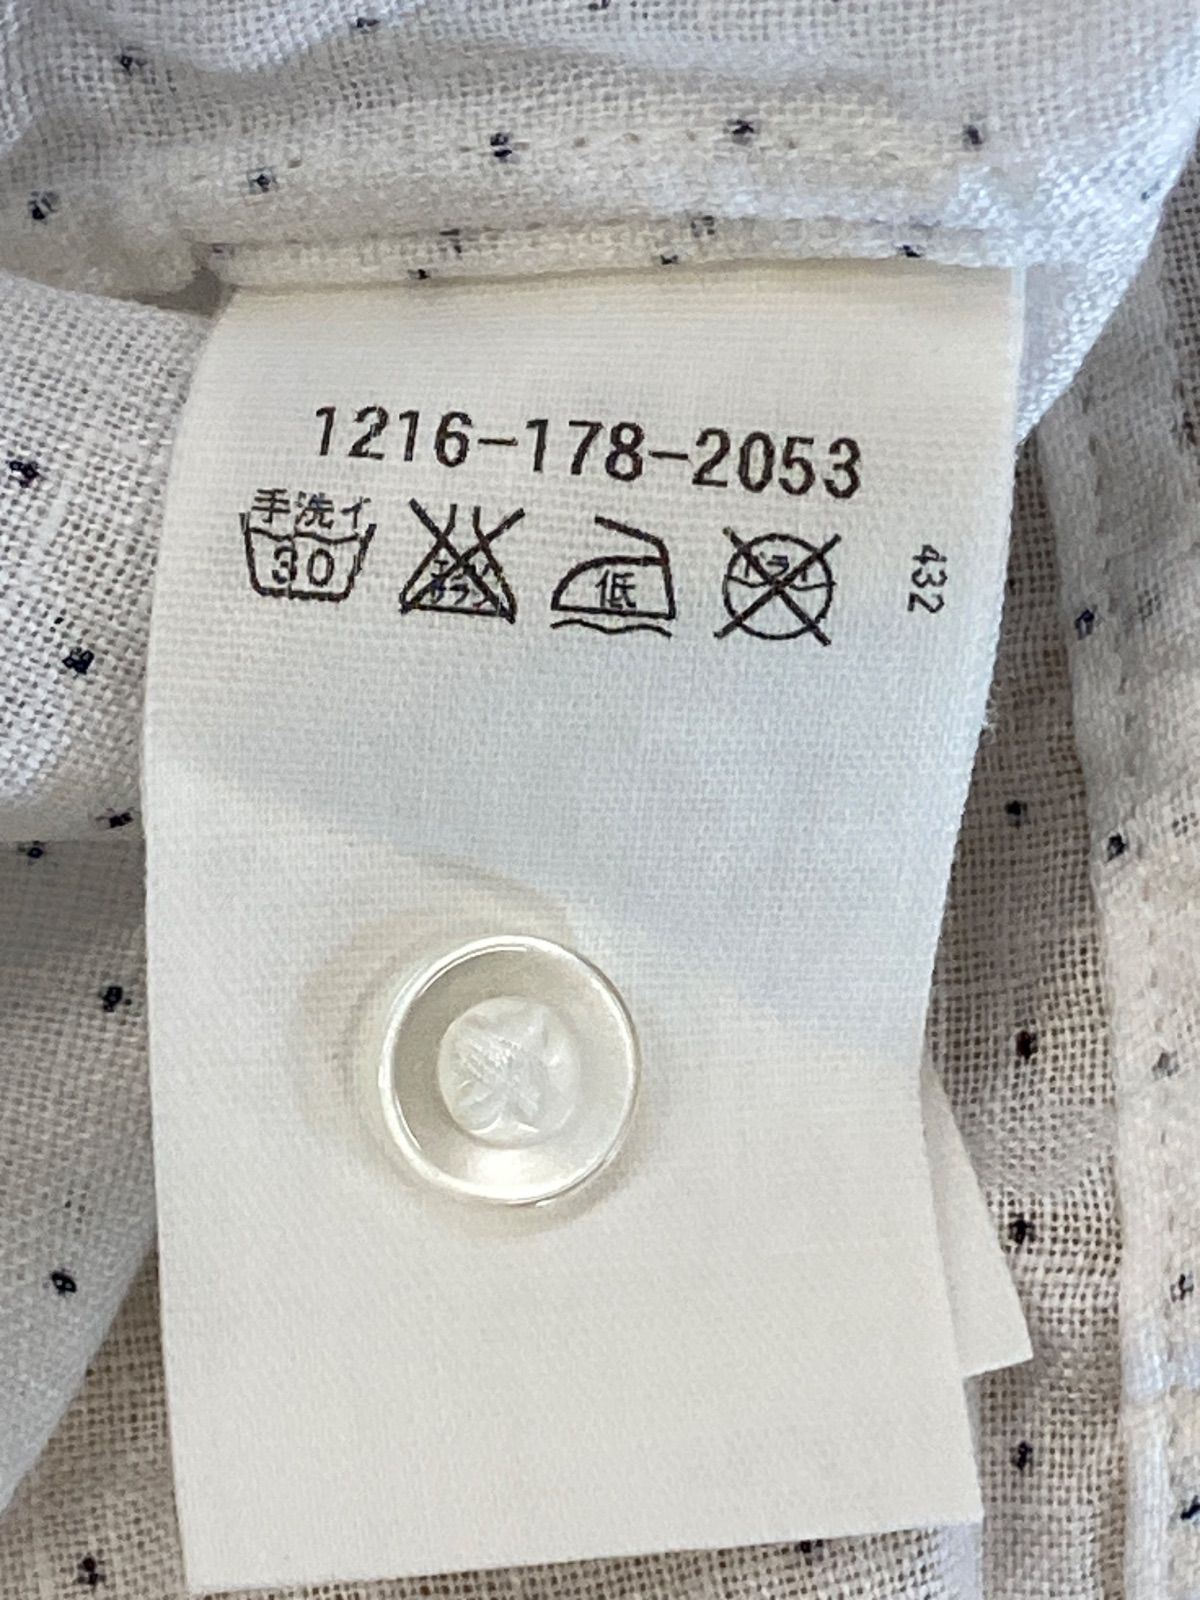 1216-178-2053
手洗イ
30
エンソサラシ
低
ドライ
432